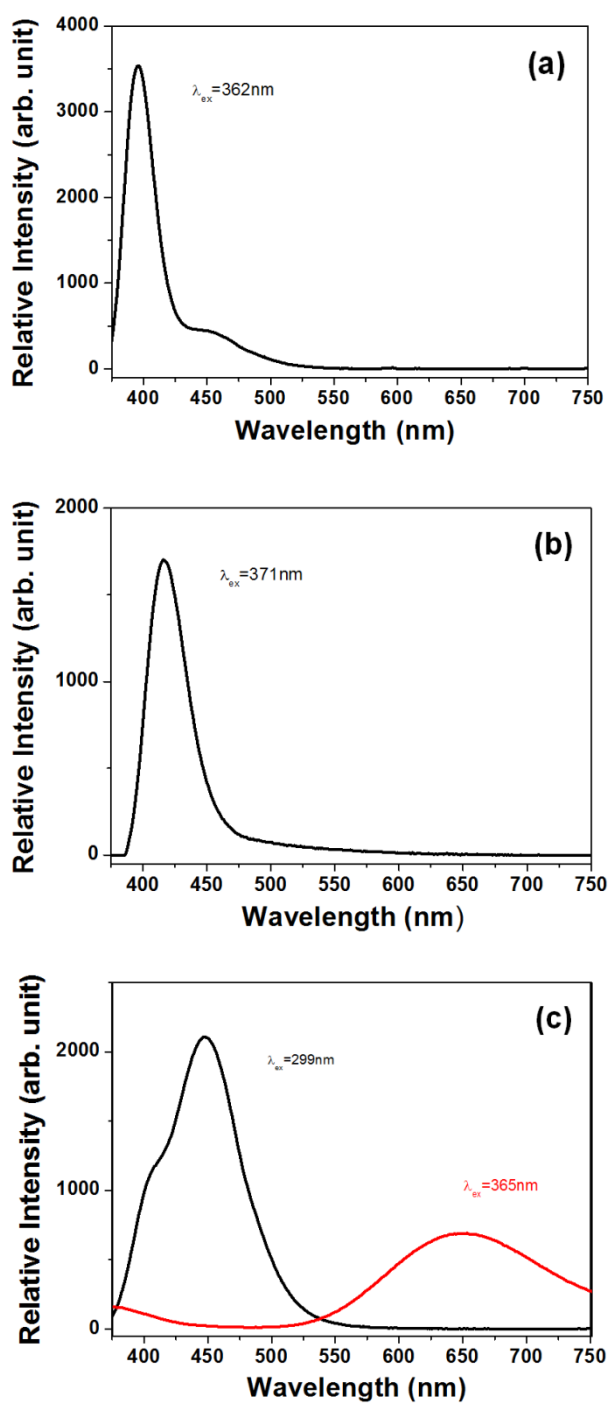 4000
(a)
λex=362nm
3000
2000
1000
0
Relative Intensity (arb. unit)
400 450 500 550 600 650 700 750
Wavelength (nm)
2000
(b)
λex=371nm
1000
0
Relative Intensity (arb. unit)
400 450 500 550 600 650 700 750
Wavelength (nm)
(c)
2000
λex=299nm
1000
λex=365nm
0
Relative Intensity (arb. unit)
400 450 500 550 600 650 700 750
Wavelength (nm)